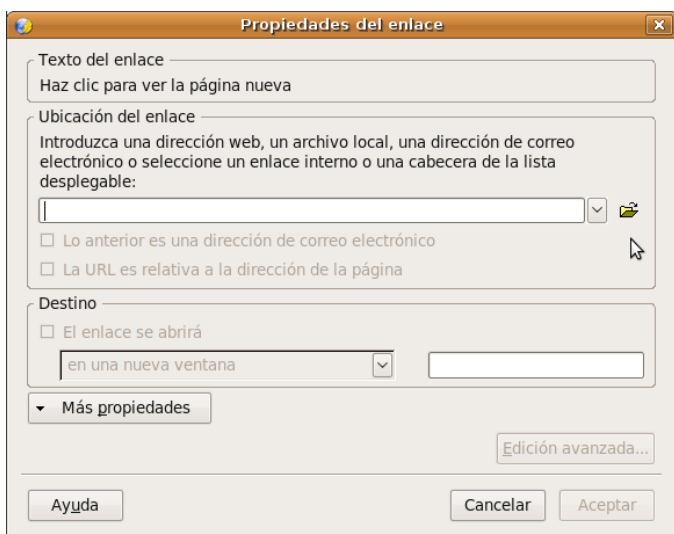 Propiedades del enlace
Texto del enlace
Haz clic para ver la página nueva
Ubicación del enlace
Introduzca una dirección web, un archivo local, una dirección de correo
electrónico o seleccione un enlace interno o una cabecera de la lista
desplegable:
Lo anterior es una dirección de correo electrónico
La URL es relativa a la dirección de la página
Destino
El enlace se abrirá
en una nueva ventana
Más propiedades
Edición avanzada...
Ayuda
Cancelar
Aceptar